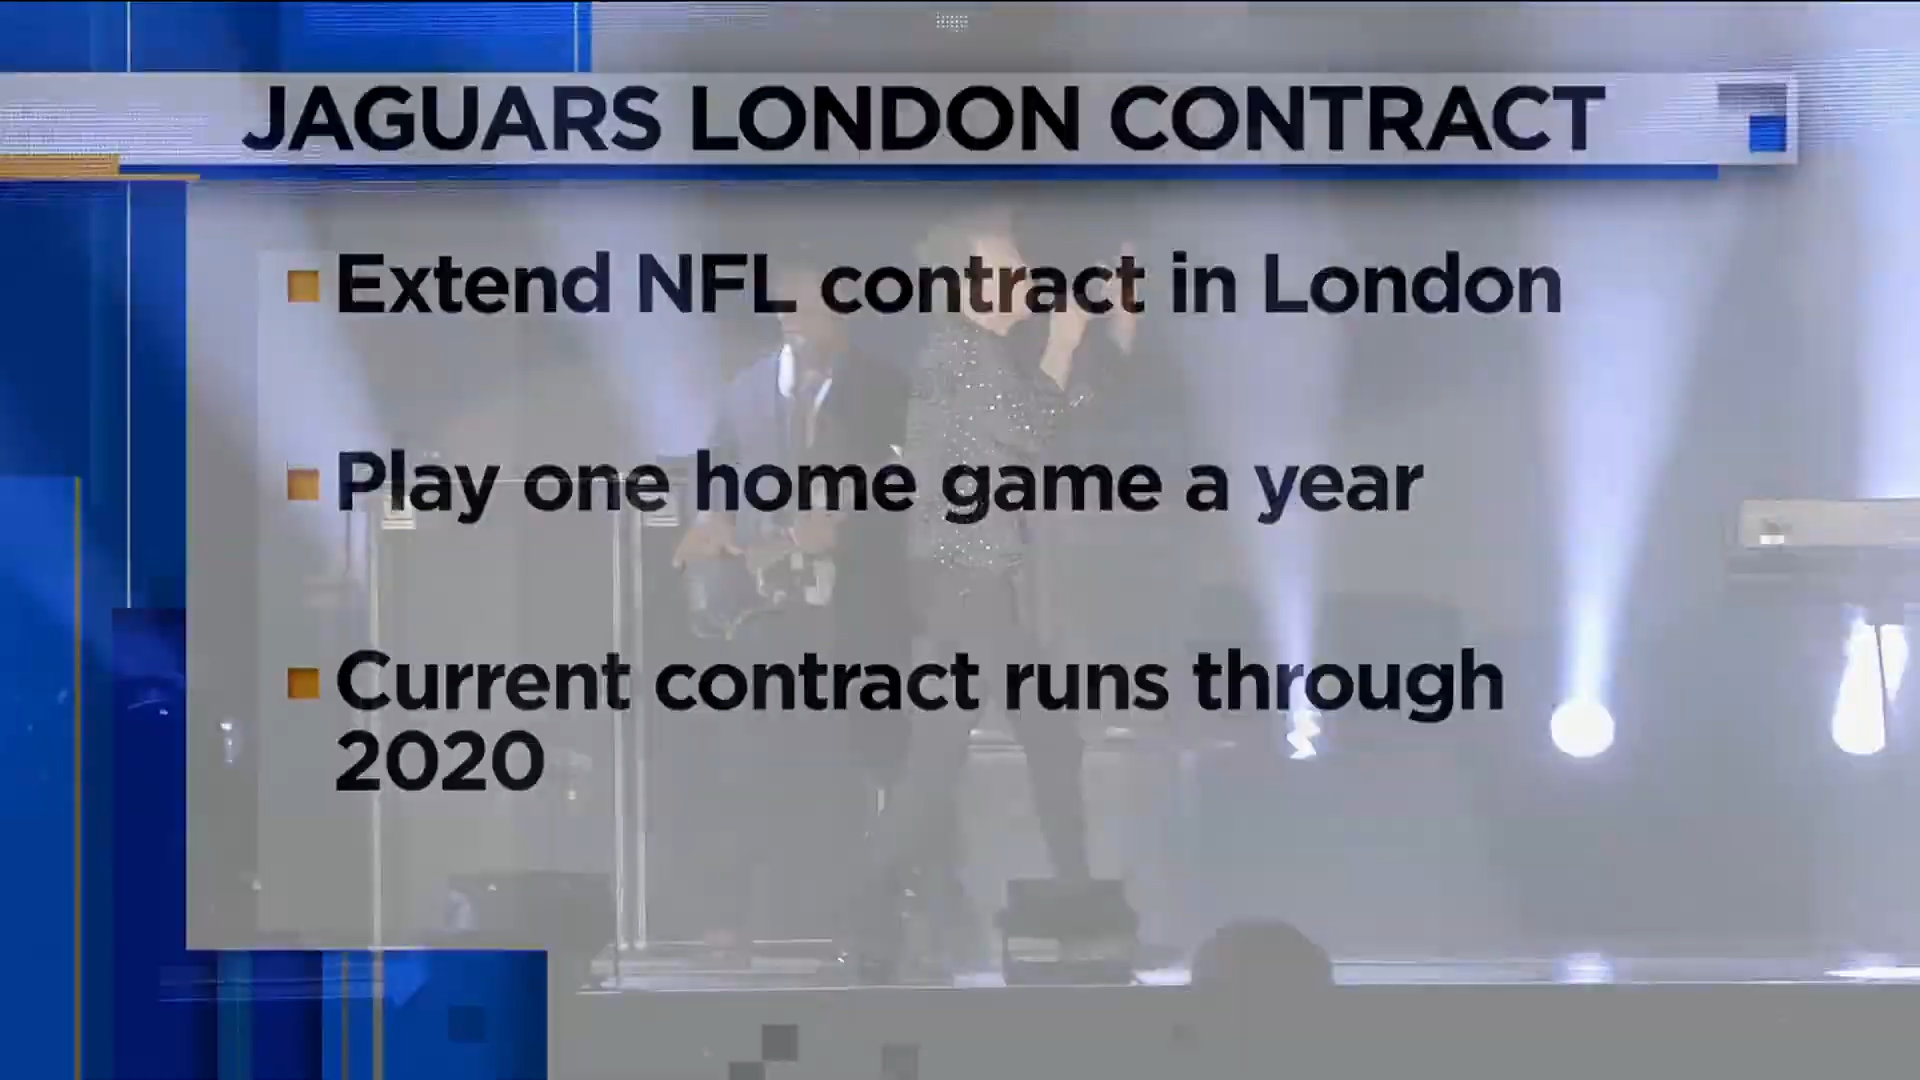 JAGUARS LONDON CONTRACT
Extend NFL contract in London
Play one home game a year
Current contract runs through
2020